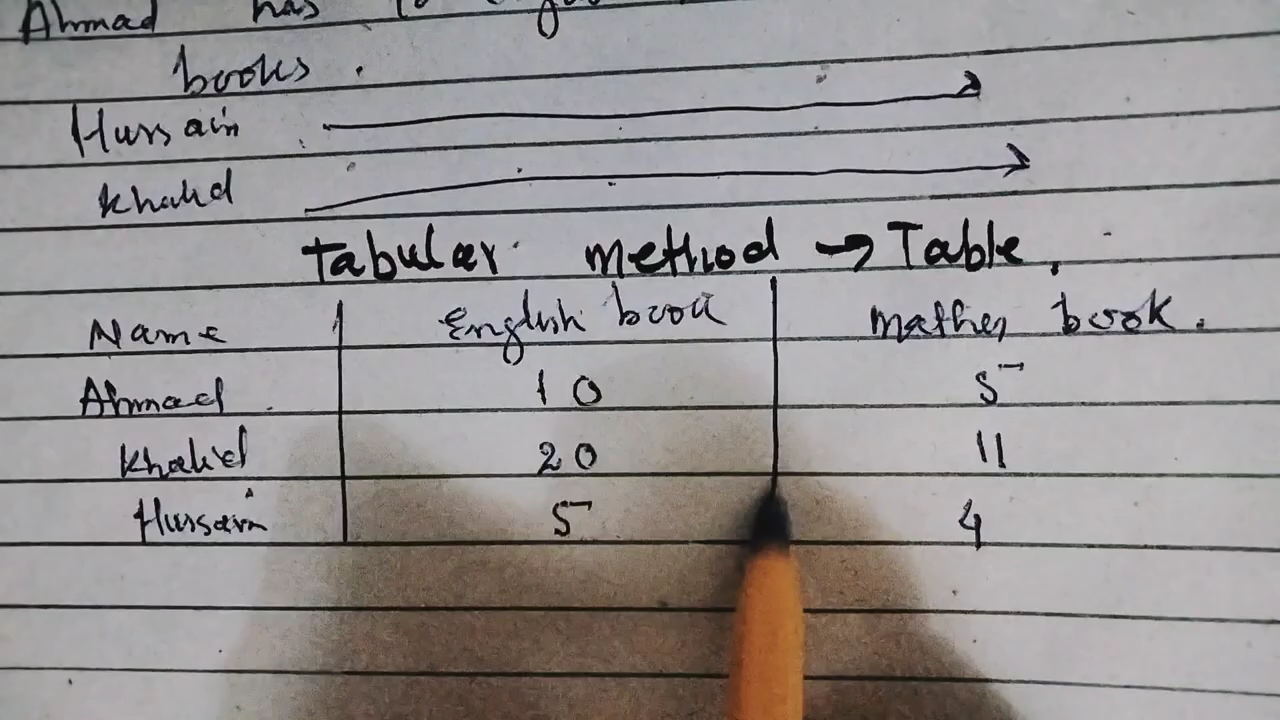 Ahmad has
books.
Hussain
Khalid
Tabular method → Table.
Name English book Mathes book.
Ahmad 10 5
Khalid 20 11
Hussain 5 4